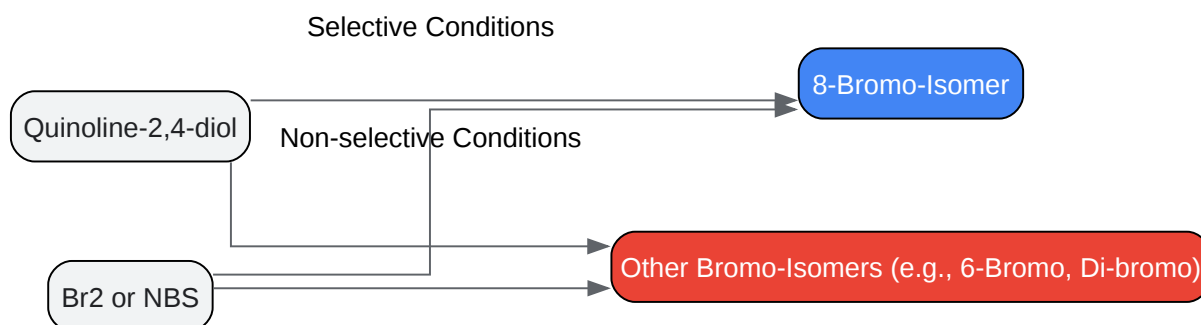 Selective Conditions
8-Bromo-Isomer
Quinoline-2,4-diol
Non-selective Conditions
Other Bromo-Isomers (e.g., 6-Bromo, Di-bromo)
Br2 or NBS